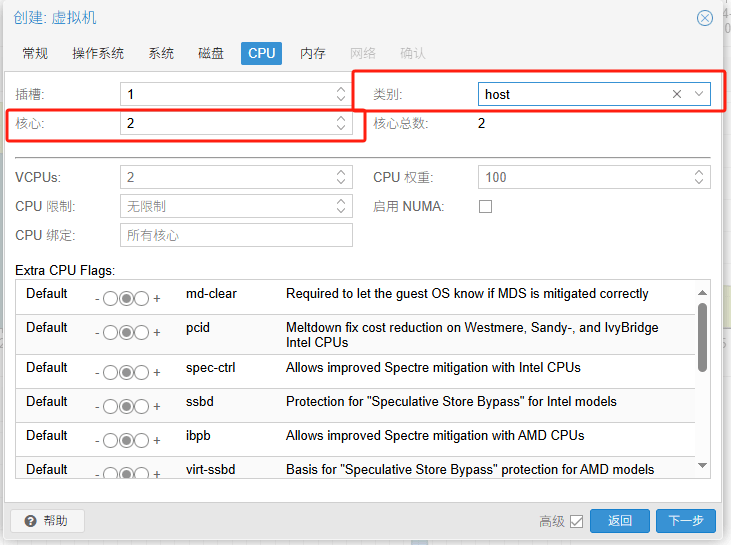 创建: 虚拟机
常规 操作系统 系统 磁盘 CPU 内存 网络 确认
插槽: 1 类别: host
核心: 2 核心总数: 2
VCPUs: 2 CPU 权重: 100
CPU 限制: 无限制 启用 NUMA:
CPU 绑定: 所有核心
Extra CPU Flags:
Default - + md-clear Required to let the guest OS know if MDS is mitigated correctly
Default - + pcid Meltdown fix cost reduction on Westmere, Sandy-, and IvyBridge
Intel CPUs
Default - + spec-ctrl Allows improved Spectre mitigation with Intel CPUs
Default - + ssbd Protection for "Speculative Store Bypass" for Intel models
Default - + ibpb Allows improved Spectre mitigation with AMD CPUs
Default - + virt-ssbd Basis for "Speculative Store Bypass" protection for AMD models
帮助 高级 返回 下一步